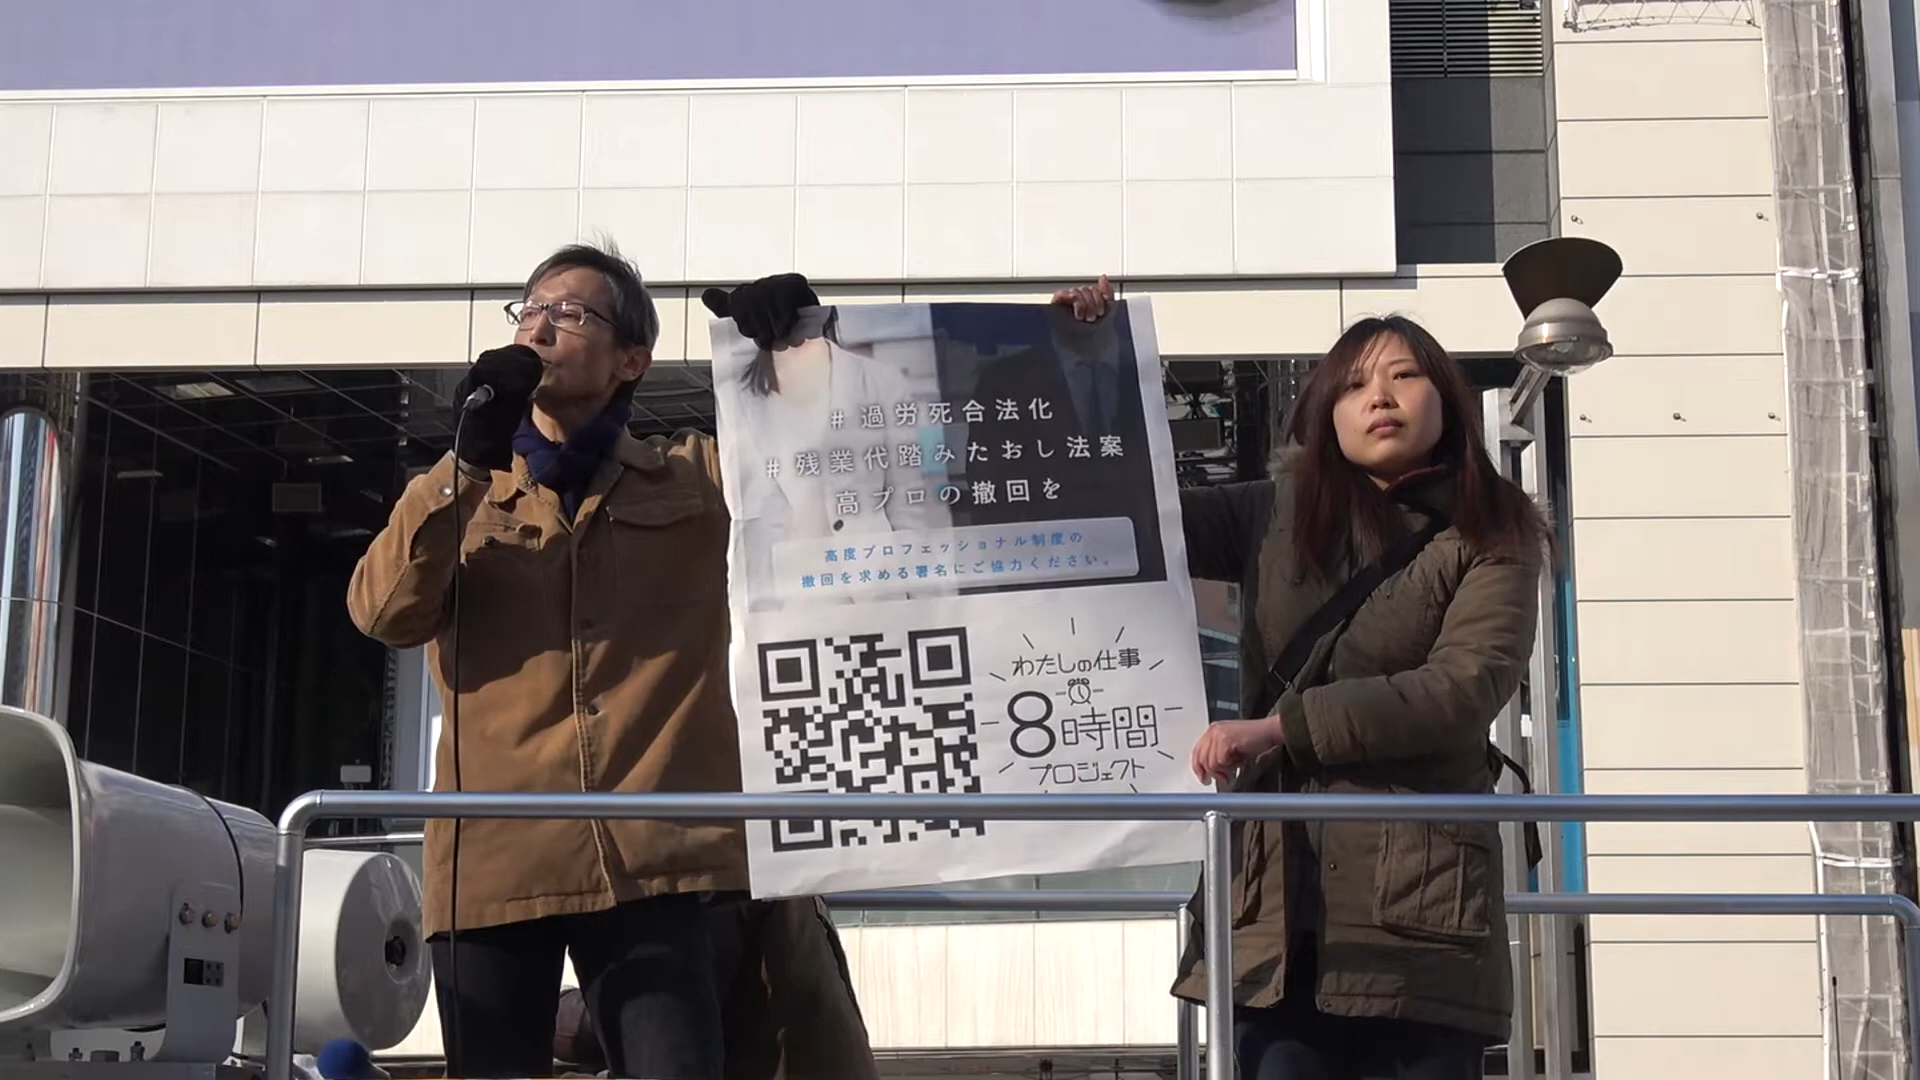 #過労死合法化
#残業代踏みたおし法案
高プロの撤回を
高度プロフェッショナル制度の
撤回を求める署名にご協力ください。
わたしの仕事
8時間
プロジェクト